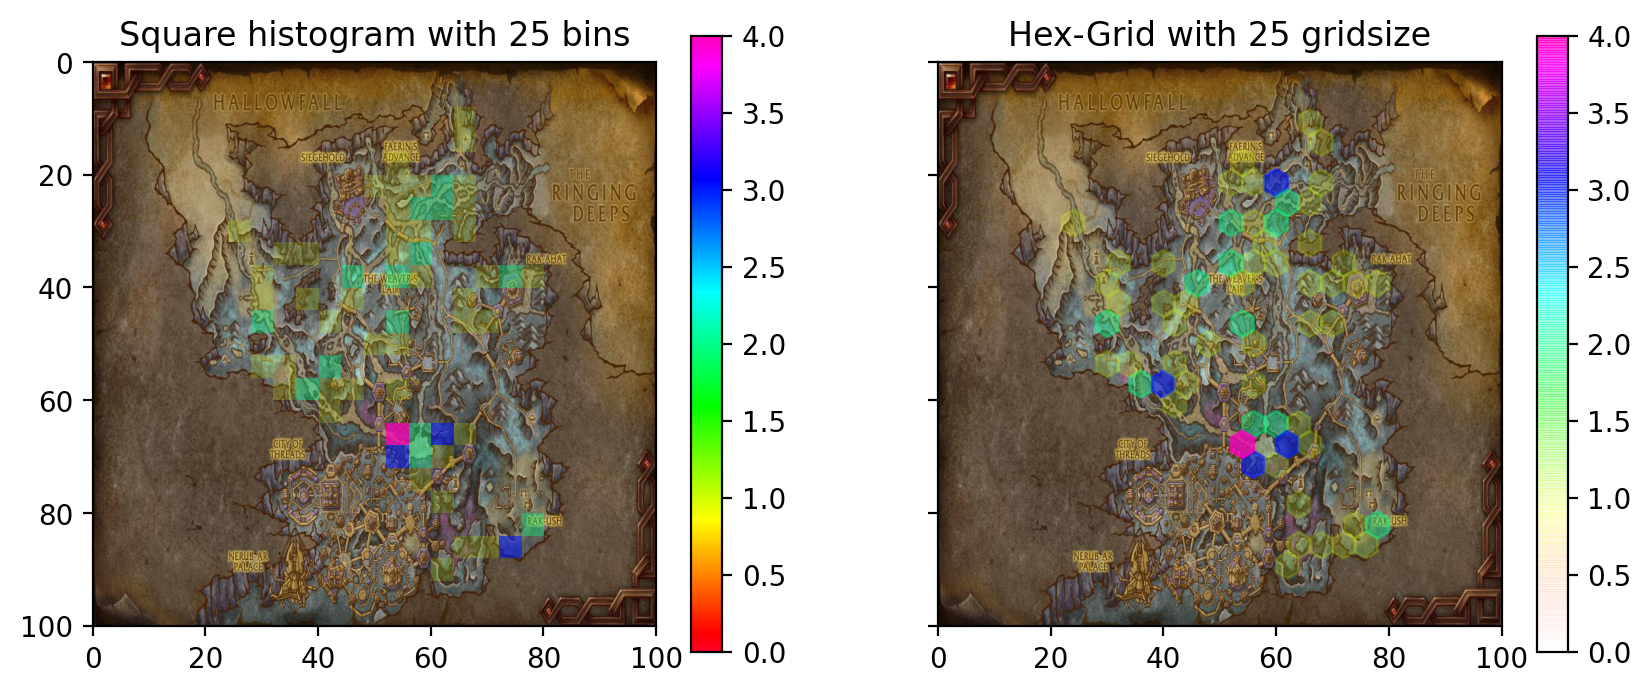 Square histogram with 25 bins
0
20
40
60
80
100
0
20
40
60
80
100
HALLOWFALL
SIEGEHOLD
FAERIN'S
ADVANCE
THE
RINGING
DEEPS
RAK-AHAT
THE WEAVER'S
LAIR
CITY OF
THREADS
RAK-USH
NERUB-AR
PALACE
4.0
3.5
3.0
2.5
2.0
1.5
1.0
0.5
0.0
Hex-Grid with 25 gridsize
0
20
40
60
80
100
HALLOWFALL
SIEGEHOLD
FAERIN'S
ADVANCE
THE
RINGING
DEEPS
RAK-AHAT
THE WEAVER'S
LAIR
CITY OF
THREADS
RAK-USH
NERUB-AR
PALACE
4.0
3.5
3.0
2.5
2.0
1.5
1.0
0.5
0.0